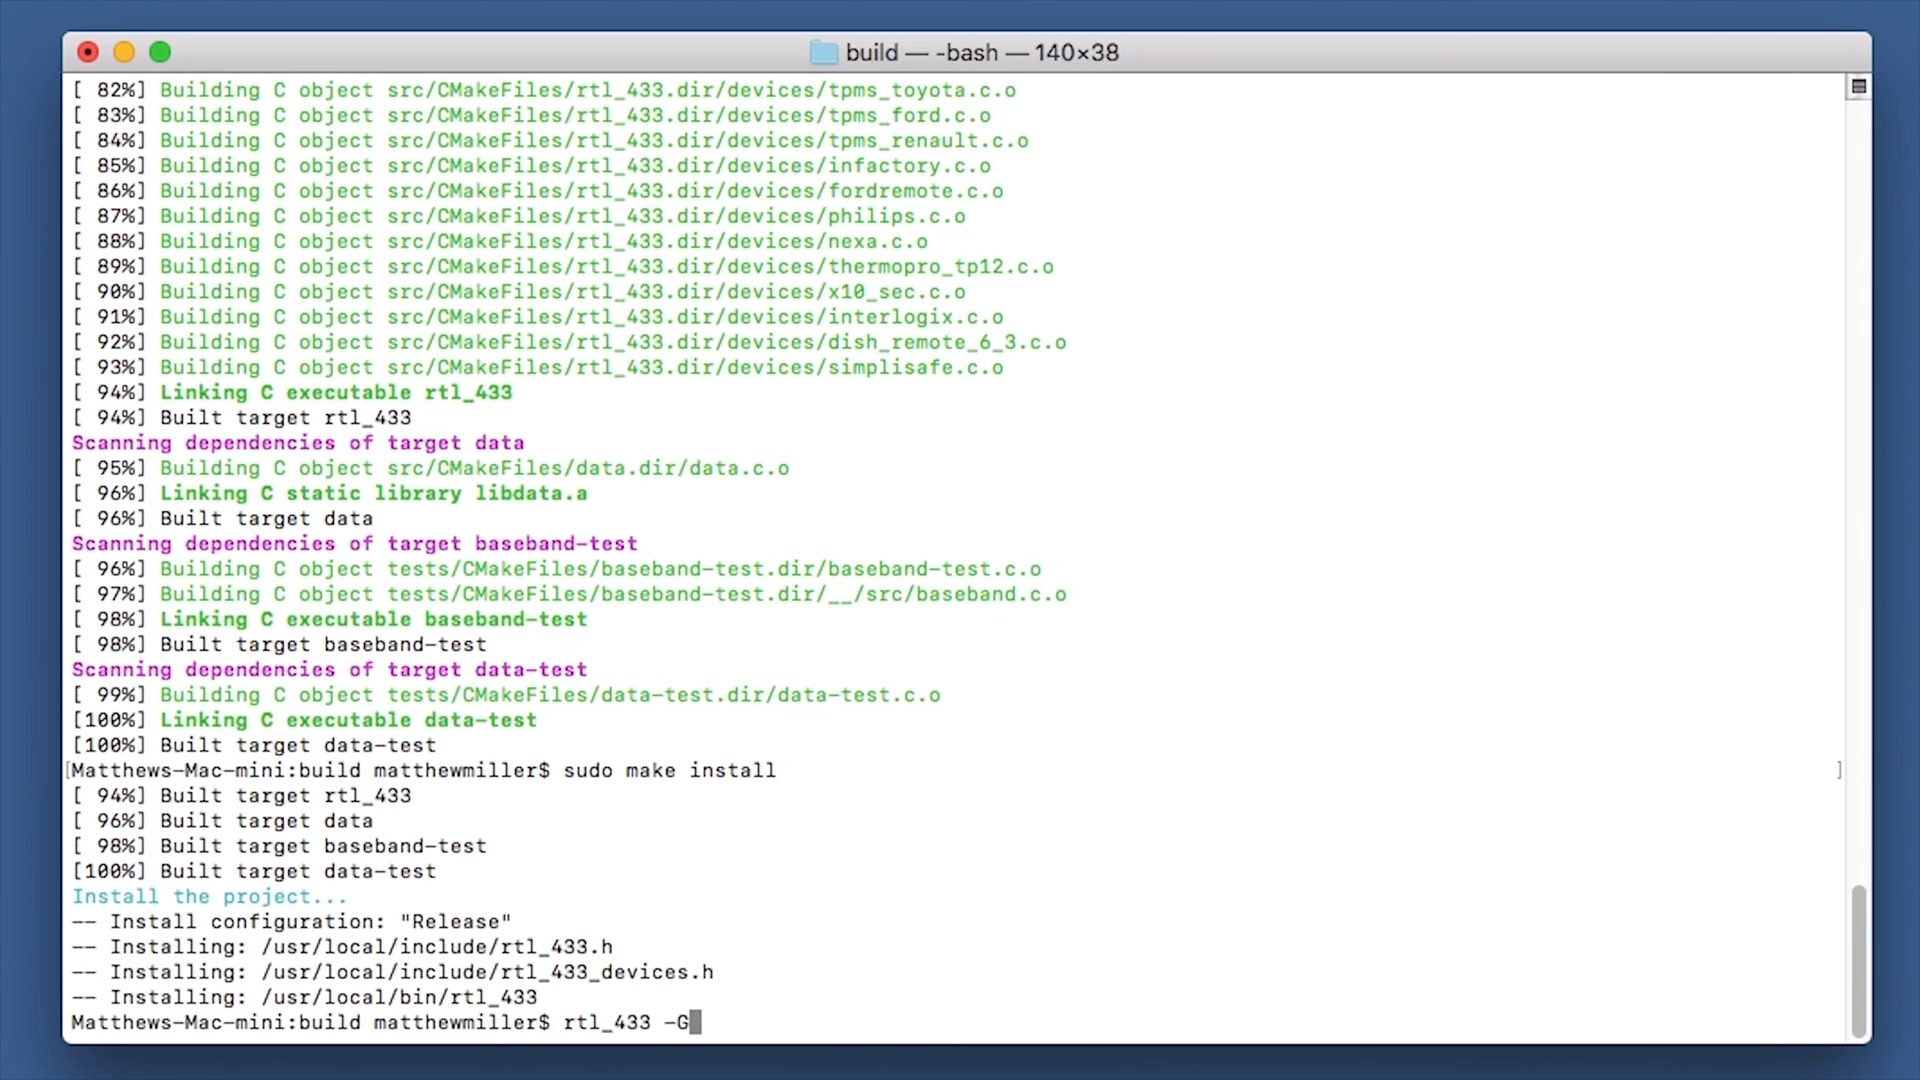 build — -bash — 140×38
[ 82%] Building C object src/CMakeFiles/rtl_433.dir/devices/tpms_toyota.c.o
[ 83%] Building C object src/CMakeFiles/rtl_433.dir/devices/tpms_ford.c.o
[ 84%] Building C object src/CMakeFiles/rtl_433.dir/devices/tpms_renault.c.o
[ 85%] Building C object src/CMakeFiles/rtl_433.dir/devices/infactory.c.o
[ 86%] Building C object src/CMakeFiles/rtl_433.dir/devices/fordremote.c.o
[ 87%] Building C object src/CMakeFiles/rtl_433.dir/devices/philips.c.o
[ 88%] Building C object src/CMakeFiles/rtl_433.dir/devices/nexa.c.o
[ 89%] Building C object src/CMakeFiles/rtl_433.dir/devices/thermopro_tp12.c.o
[ 90%] Building C object src/CMakeFiles/rtl_433.dir/devices/x10_sec.c.o
[ 91%] Building C object src/CMakeFiles/rtl_433.dir/devices/interlogix.c.o
[ 92%] Building C object src/CMakeFiles/rtl_433.dir/devices/dish_remote_6_3.c.o
[ 93%] Building C object src/CMakeFiles/rtl_433.dir/devices/simplisafe.c.o
[ 94%] Linking C executable rtl_433
[ 94%] Built target rtl_433
Scanning dependencies of target data
[ 95%] Building C object src/CMakeFiles/data.dir/data.c.o
[ 96%] Linking C static library libdata.a
[ 96%] Built target data
Scanning dependencies of target baseband-test
[ 96%] Building C object tests/CMakeFiles/baseband-test.dir/baseband-test.c.o
[ 97%] Building C object tests/CMakeFiles/baseband-test.dir/__/src/baseband.c.o
[ 98%] Linking C executable baseband-test
[ 98%] Built target baseband-test
Scanning dependencies of target data-test
[ 99%] Building C object tests/CMakeFiles/data-test.dir/data-test.c.o
[100%] Linking C executable data-test
[100%] Built target data-test
[Matthews-Mac-mini:build matthewmiller$ sudo make install ]
[ 94%] Built target rtl_433
[ 96%] Built target data
[ 98%] Built target baseband-test
[100%] Built target data-test
Install the project...
-- Install configuration: "Release"
-- Installing: /usr/local/include/rtl_433.h
-- Installing: /usr/local/include/rtl_433_devices.h
-- Installing: /usr/local/bin/rtl_433
Matthews-Mac-mini:build matthewmiller$ rtl_433 -G